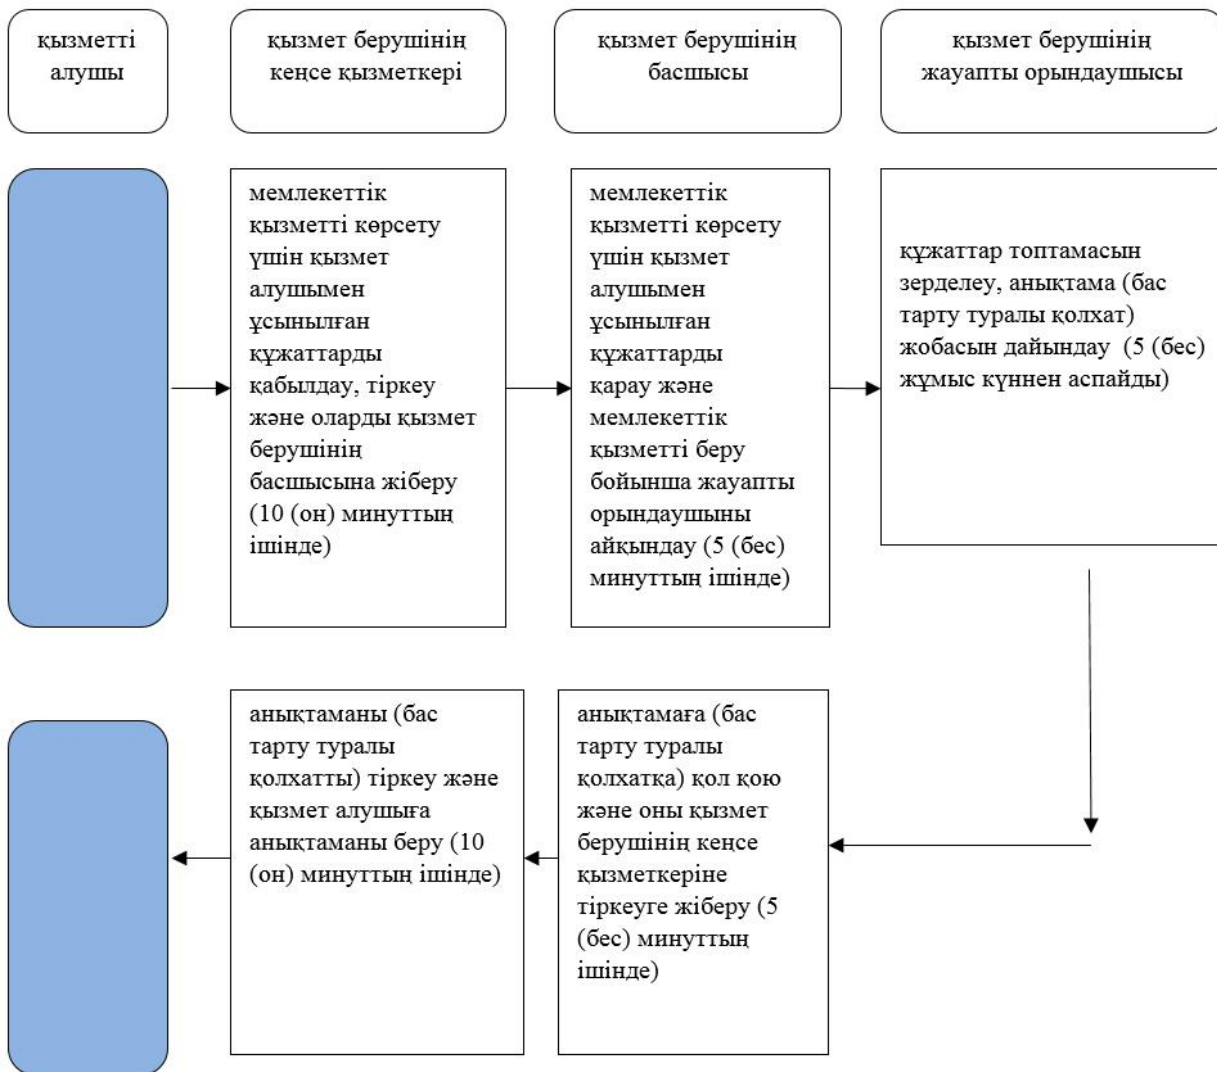 қызметті
алушы
қызмет берушінің
кеңсе қызметкері
қызмет берушінің
басшысы
қызмет берушінің
жауапты орындаушысы
мемлекеттік
қызметті көрсету
үшін қызмет
алушымен
ұсынылған
құжаттарды
қабылдау, тіркеу
және оларды қызмет
берушінің
басшысына жіберу
(10 (он) минуттың
ішінде)
мемлекеттік
қызметті көрсету
үшін қызмет
алушымен
ұсынылған
құжаттарды
қарау және
мемлекеттік
қызметті беру
бойынша жауапты
орындаушыны
айқындау (5 (бес)
минуттың ішінде)
құжаттар топтамасын
зерделеу, анықтама (бас
тарту туралы қолхат)
жобасын дайындау (5 (бес)
жұмыс күннен аспайды)
анықтаманы (бас
тарту туралы
қолхатты) тіркеу және
қызмет алушыға
анықтаманы беру (10
(он) минуттың ішінде)
анықтамаға (бас
тарту туралы
қолхатқа) қол қою
және оны қызмет
берушінің кеңсе
қызметкеріне
тіркеуге жіберу (5
(бес) минуттың
ішінде)